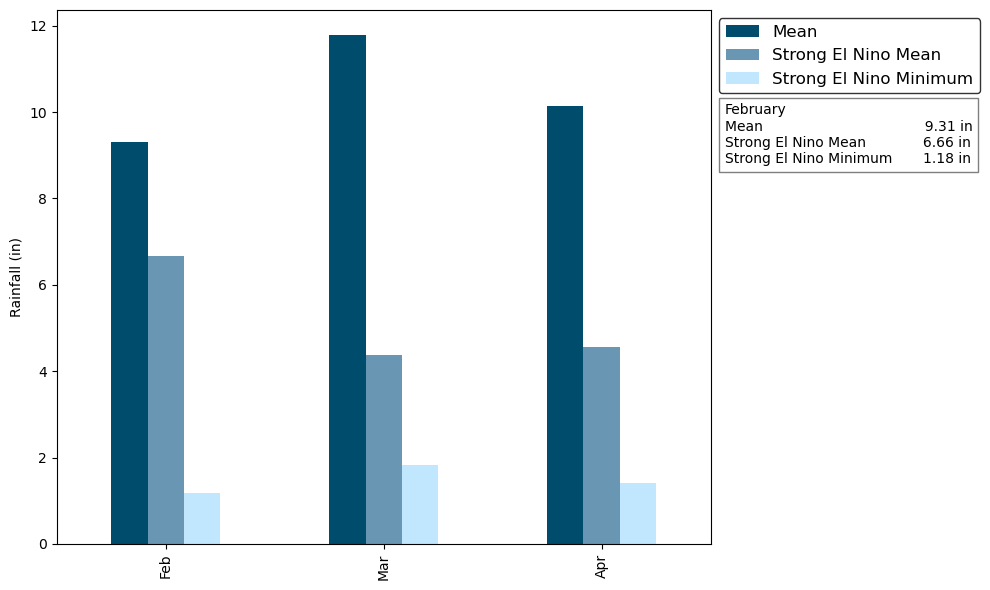 Mean
Strong El Nino Mean
Strong El Nino Minimum
February
Mean 9.31 in
Strong El Nino Mean 6.66 in
Strong El Nino Minimum 1.18 in
Rainfall (in)
12
10
8
6
4
2
0
Feb
Mar
Apr